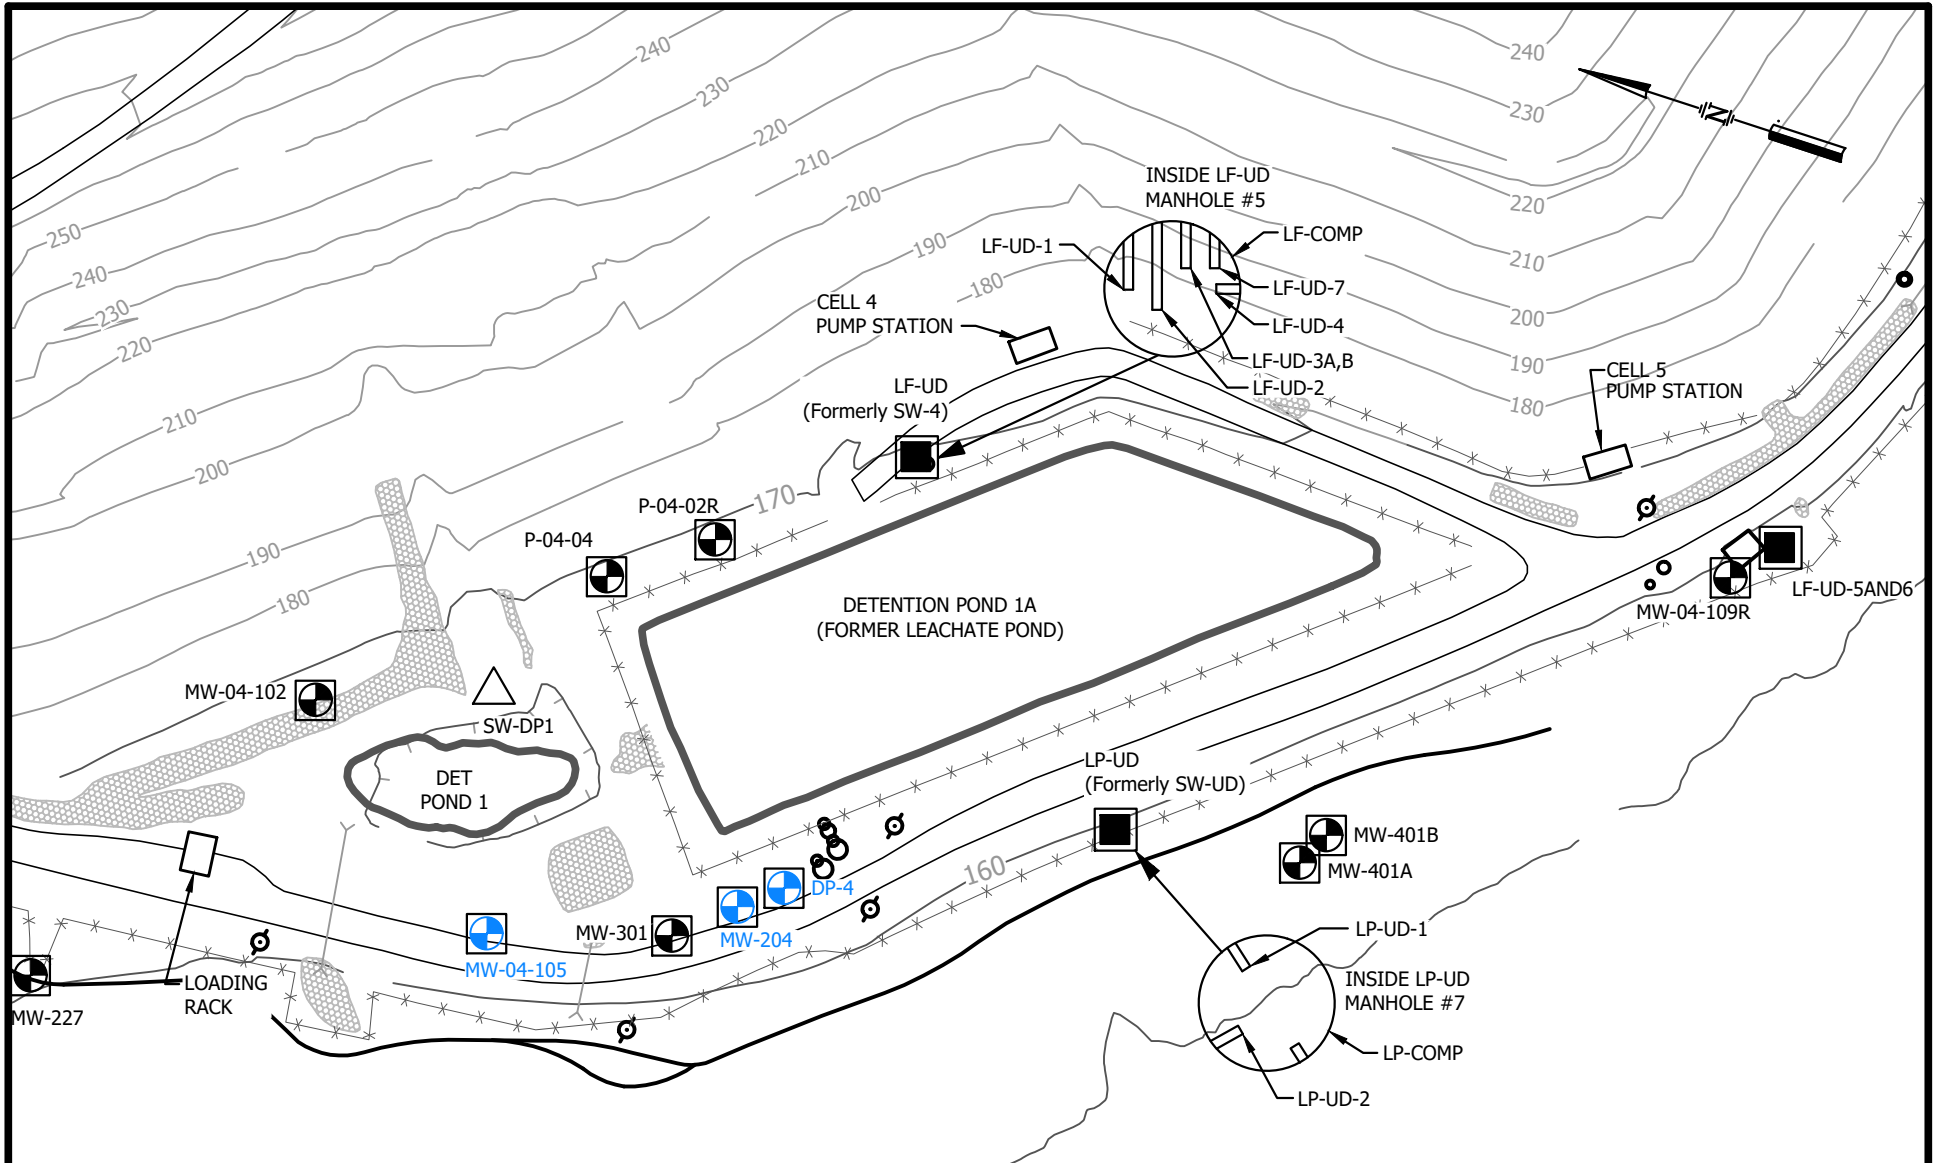 240
230
220
210
200
190
180
250
240
230
220
210
200
190
180
170
160
240
230
220
210
200
190
180
N
INSIDE LF-UD
MANHOLE #5
LF-UD-1
LF-COMP
LF-UD-7
LF-UD-4
LF-UD-3A,B
LF-UD-2
CELL 4
PUMP STATION
LF-UD
(Formerly SW-4)
CELL 5
PUMP STATION
P-04-02R
P-04-04
DETENTION POND 1A
(FORMER LEACHATE POND)
LF-UD-5AND6
MW-04-109R
MW-04-102
SW-DP1
DET
POND 1
LP-UD
(Formerly SW-UD)
MW-401B
MW-401A
DP-4
MW-204
MW-301
MW-04-105
LOADING
RACK
MW-227
LP-UD-1
INSIDE LP-UD
MANHOLE #7
LP-COMP
LP-UD-2